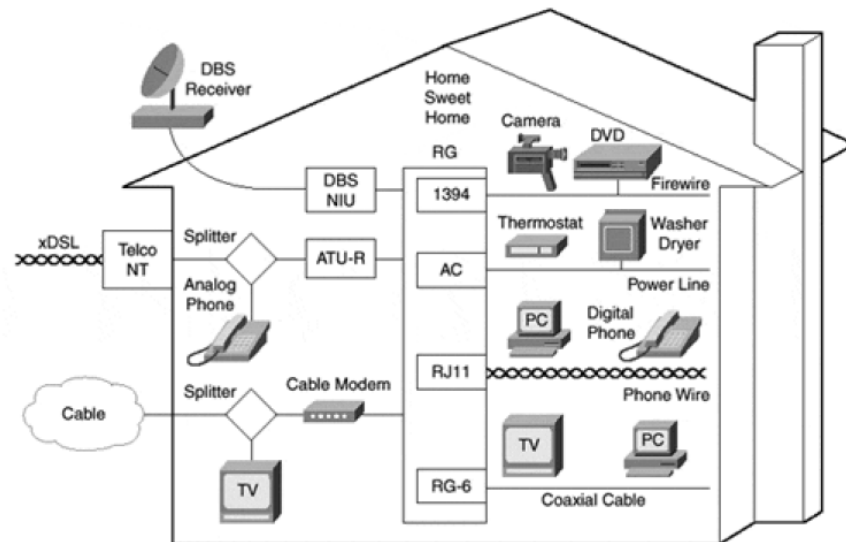 DBS
Receiver
Home
Sweet
Home
RG
Camera
DVD
DBS
NIU
1394
Firewire
xDSL
Telco
NT
Splitter
ATU-R
AC
Thermostat
Washer
Dryer
Power Line
Analog
Phone
PC
Digital
Phone
RJ11
Phone Wire
Cable
Splitter
Cable Modem
TV
TV
PC
RG-6
Coaxial Cable